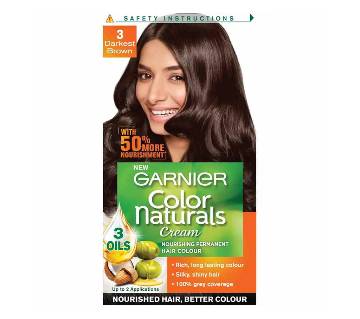 SAFETY INSTRUCTIONS
3
Darkest
Brown
WITH
50%
MORE
NOURISHMENT*
NEW
GARNIER
Color
Naturals
Cream
NOURISHING PERMANENT
HAIR COLOUR
3
OILS
• Rich, long lasting colour
• Silky, shiny hair
• 100% grey coverage
Up to 2 Applications
NOURISHED HAIR, BETTER COLOUR